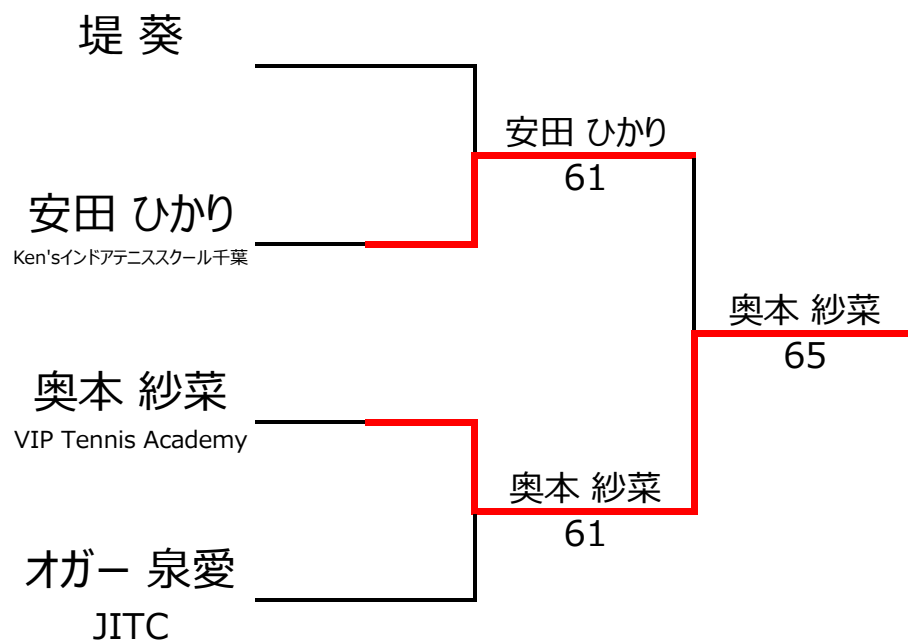 堤 葵
安田 ひかり
61
安田 ひかり
Ken'sインドアテニススクール千葉
奥本 紗菜
65
奥本 紗菜
VIP Tennis Academy
奥本 紗菜
61
オガー 泉愛
JITC